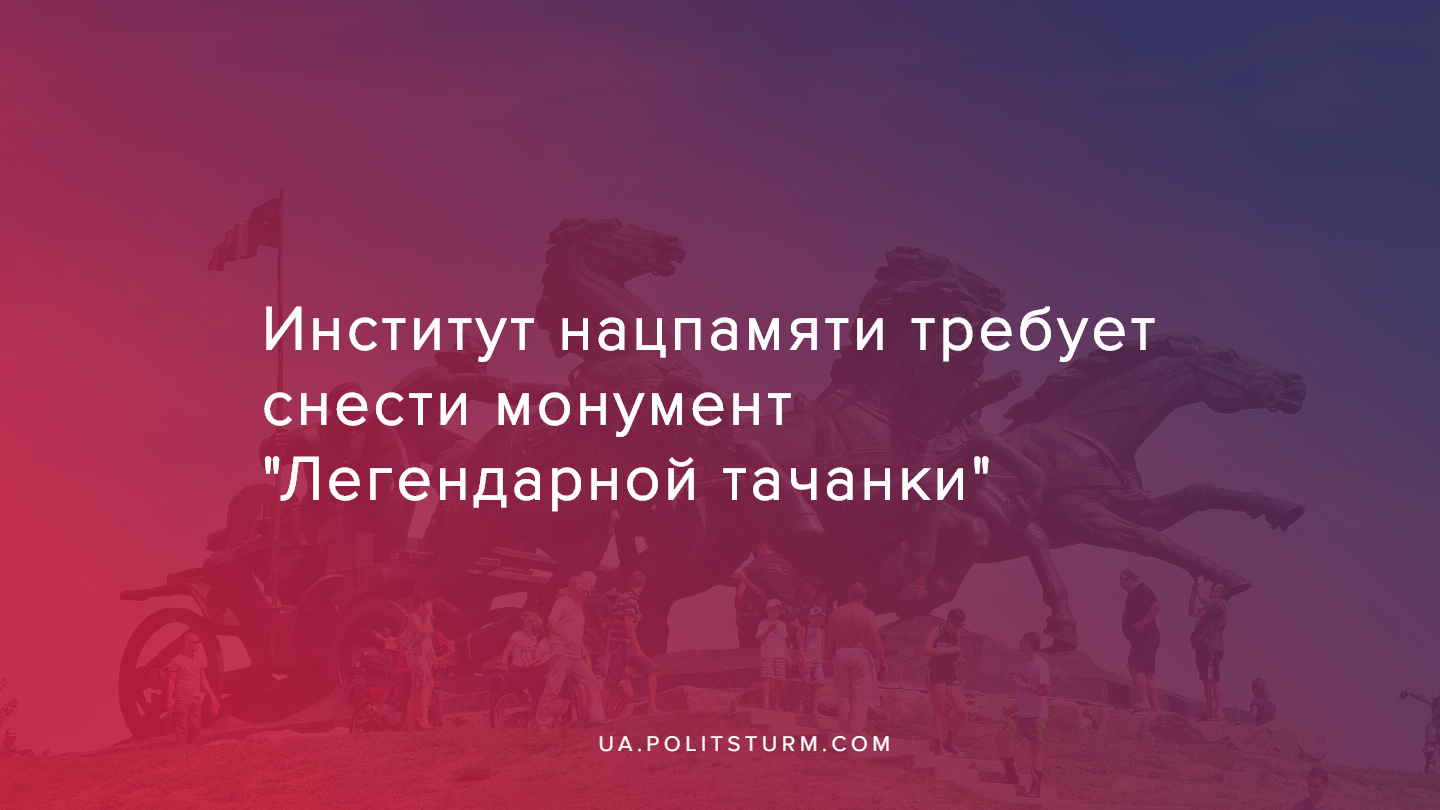 Институт нацпамяти требует
снести монумент
"Легендарной тачанки"
UA.POLITSTURM.COM